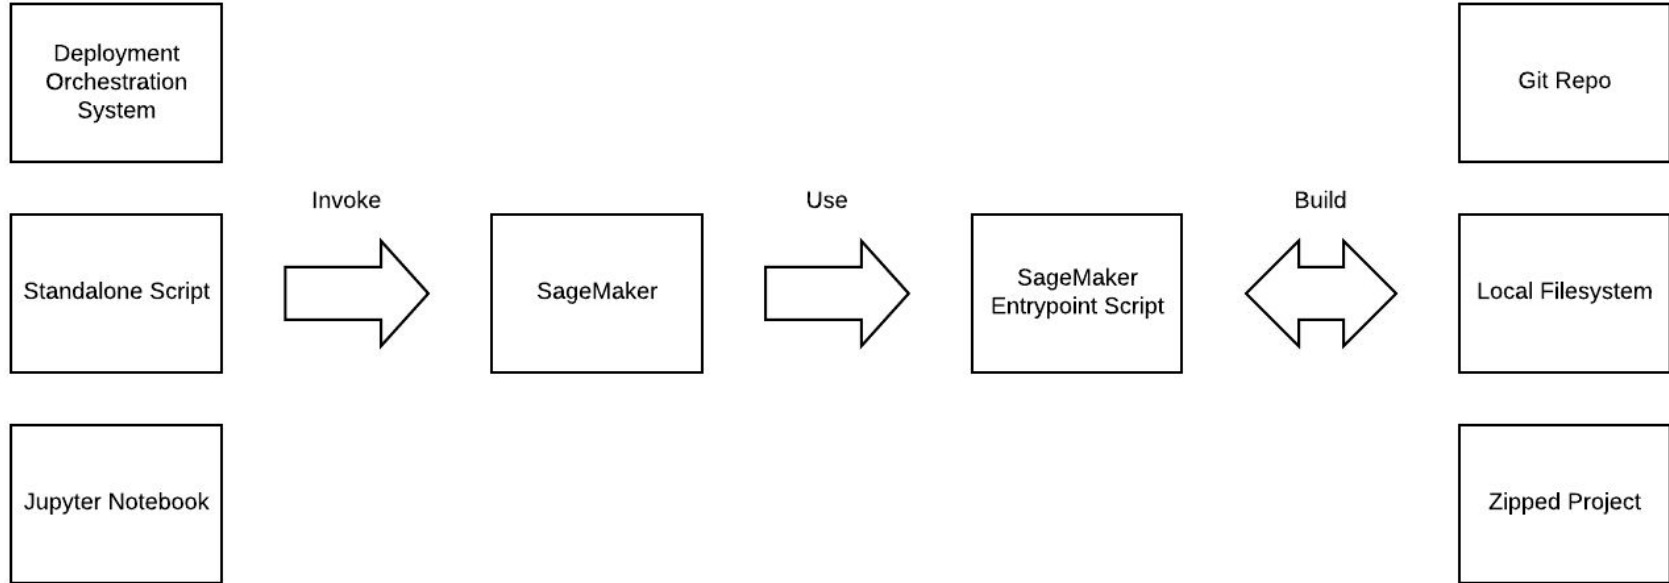 Deployment
Orchestration
System
Git Repo
Invoke
Use
Build
Standalone Script
SageMaker
SageMaker
Entrypoint Script
Local Filesystem
Jupyter Notebook
Zipped Project